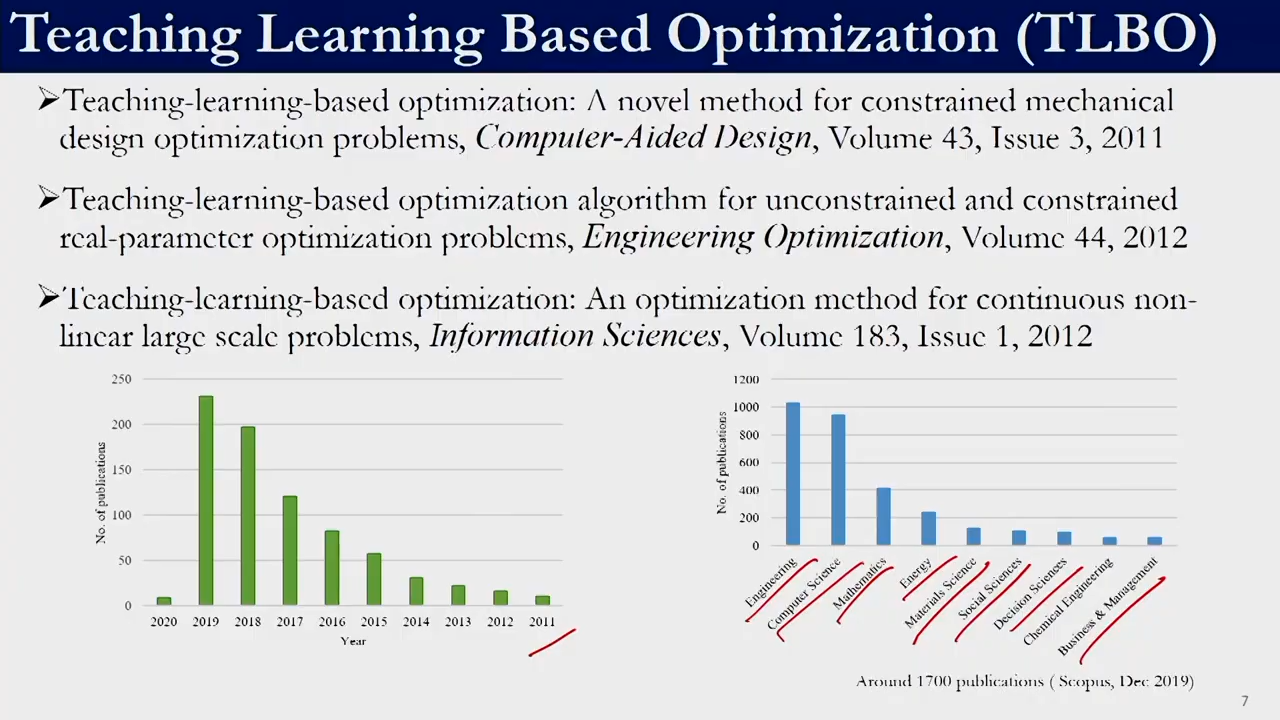 Teaching Learning Based Optimization (TLBO)
➢Teaching-learning-based optimization: A novel method for constrained mechanical
design optimization problems, Computer-Aided Design, Volume 43, Issue 3, 2011
➢Teaching-learning-based optimization algorithm for unconstrained and constrained
real-parameter optimization problems, Engineering Optimization, Volume 44, 2012
➢Teaching-learning-based optimization: An optimization method for continuous non-
linear large scale problems, Information Sciences, Volume 183, Issue 1, 2012
No. of publications
250
200
150
100
50
0
2020 2019 2018 2017 2016 2015 2014 2013 2012 2011
Year
No. of publications
1200
1000
800
600
400
200
0
Engineering
Computer Science
Mathematics
Energy
Materials Science
Social Sciences
Decision Sciences
Chemical Engineering
Business & Management
Around 1700 publications ( Scopus, Dec 2019)
7